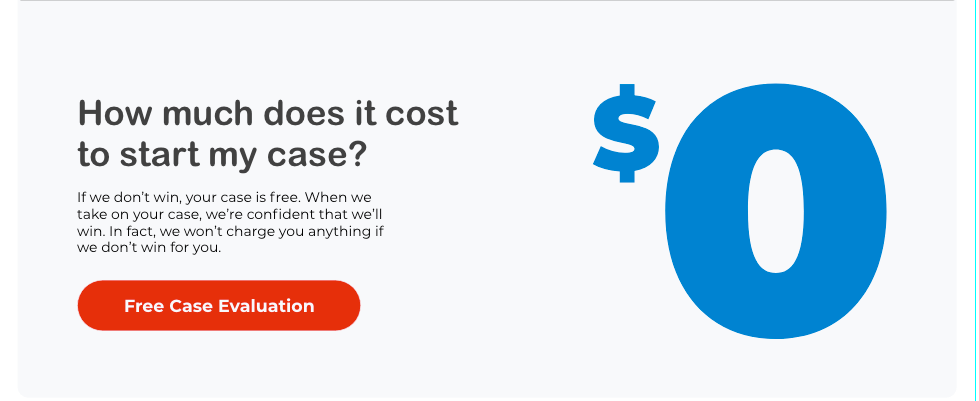 How much does it cost
to start my case?
If we don’t win, your case is free. When we
take on your case, we’re confident that we’ll
win. In fact, we won’t charge you anything if
we don’t win for you.
Free Case Evaluation
$0